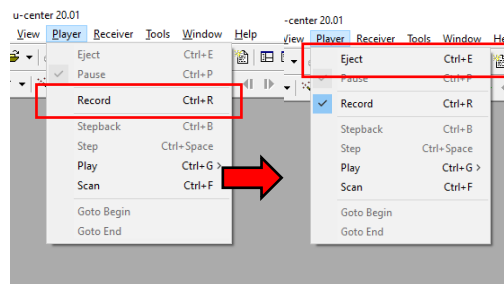 u-center 20.01
View Player Receiver Tools Window Help
Eject Ctrl+E
Pause Ctrl+P
Record Ctrl+R
Stepback Ctrl+B
Step Ctrl+Space
Play Ctrl+G >
Scan Ctrl+F
Goto Begin
Goto End
-center 20.01
View Player Receiver Tools Window He
Eject Ctrl+E
Pause Ctrl+P
Record Ctrl+R
Stepback Ctrl+B
Step Ctrl+Space
Play Ctrl+G >
Scan Ctrl+F
Goto Begin
Goto End